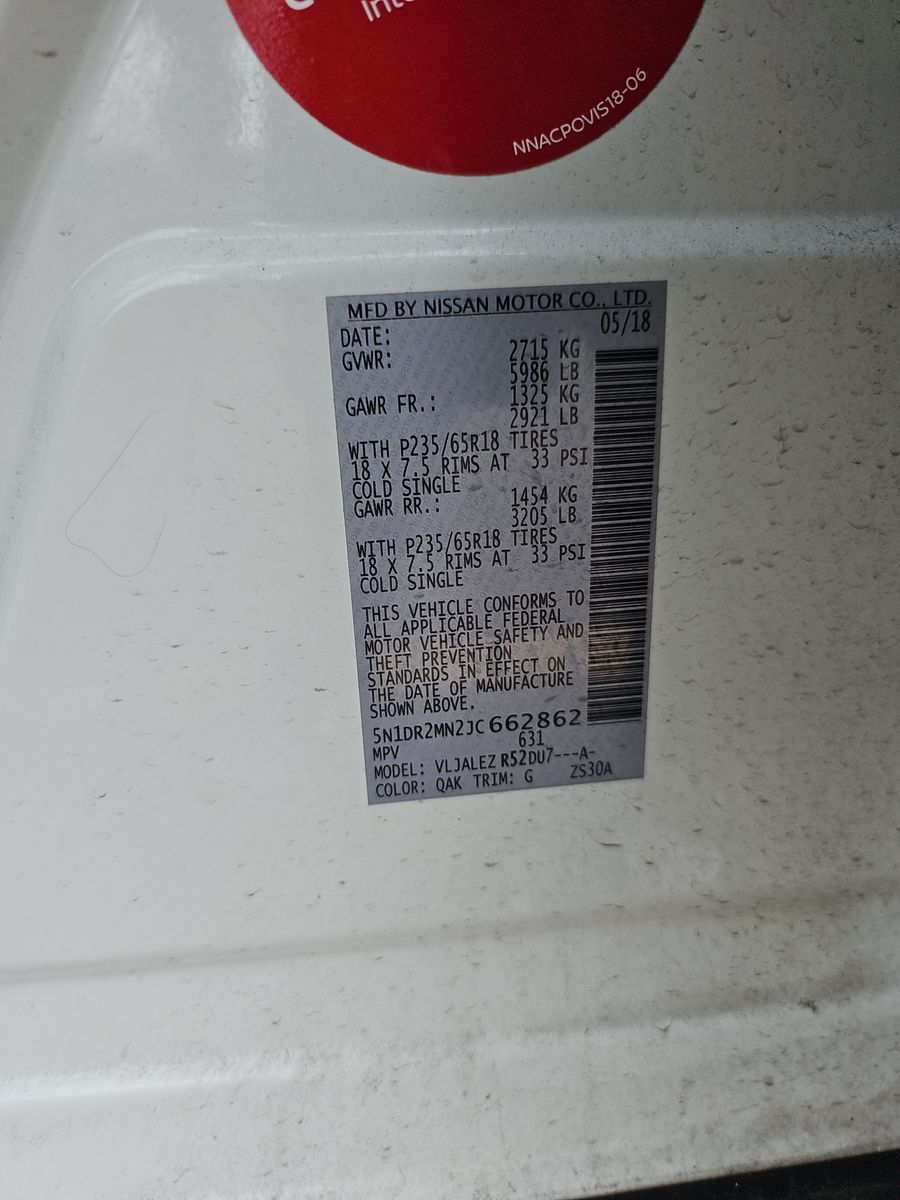 NNACPOVIS18-06
MFD BY NISSAN MOTOR CO., LTD.
DATE: 05/18
GVWR: 2715 KG
5986 LB
GAWR FR.: 1325 KG
2921 LB
WITH P235/65R18 TIRES
18 X 7.5 RIMS AT 33 PSI
COLD SINGLE
GAWR RR.: 1454 KG
3205 LB
WITH P235/65R18 TIRES
18 X 7.5 RIMS AT 33 PSI
COLD SINGLE
THIS VEHICLE CONFORMS TO
ALL APPLICABLE FEDERAL
MOTOR VEHICLE SAFETY AND
THEFT PREVENTION
STANDARDS IN EFFECT ON
THE DATE OF MANUFACTURE
SHOWN ABOVE.
5N1DR2MN2JC662862
MPV 631
MODEL: VLJALEZ R52DU7---A-
COLOR: QAK TRIM: G ZS30A